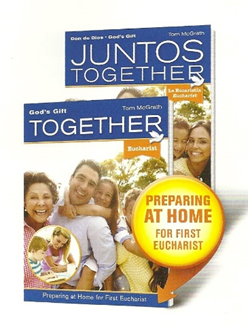 Don de Dios • God's Gift Tom McGrath
JUNTOS
TOGETHER
La Eucaristía
Eucharist
God's Gift Tom McGrath
TOGETHER
Eucharist
PREPARING
AT HOME
FOR FIRST
EUCHARIST
Preparing at Home for First Eucharist